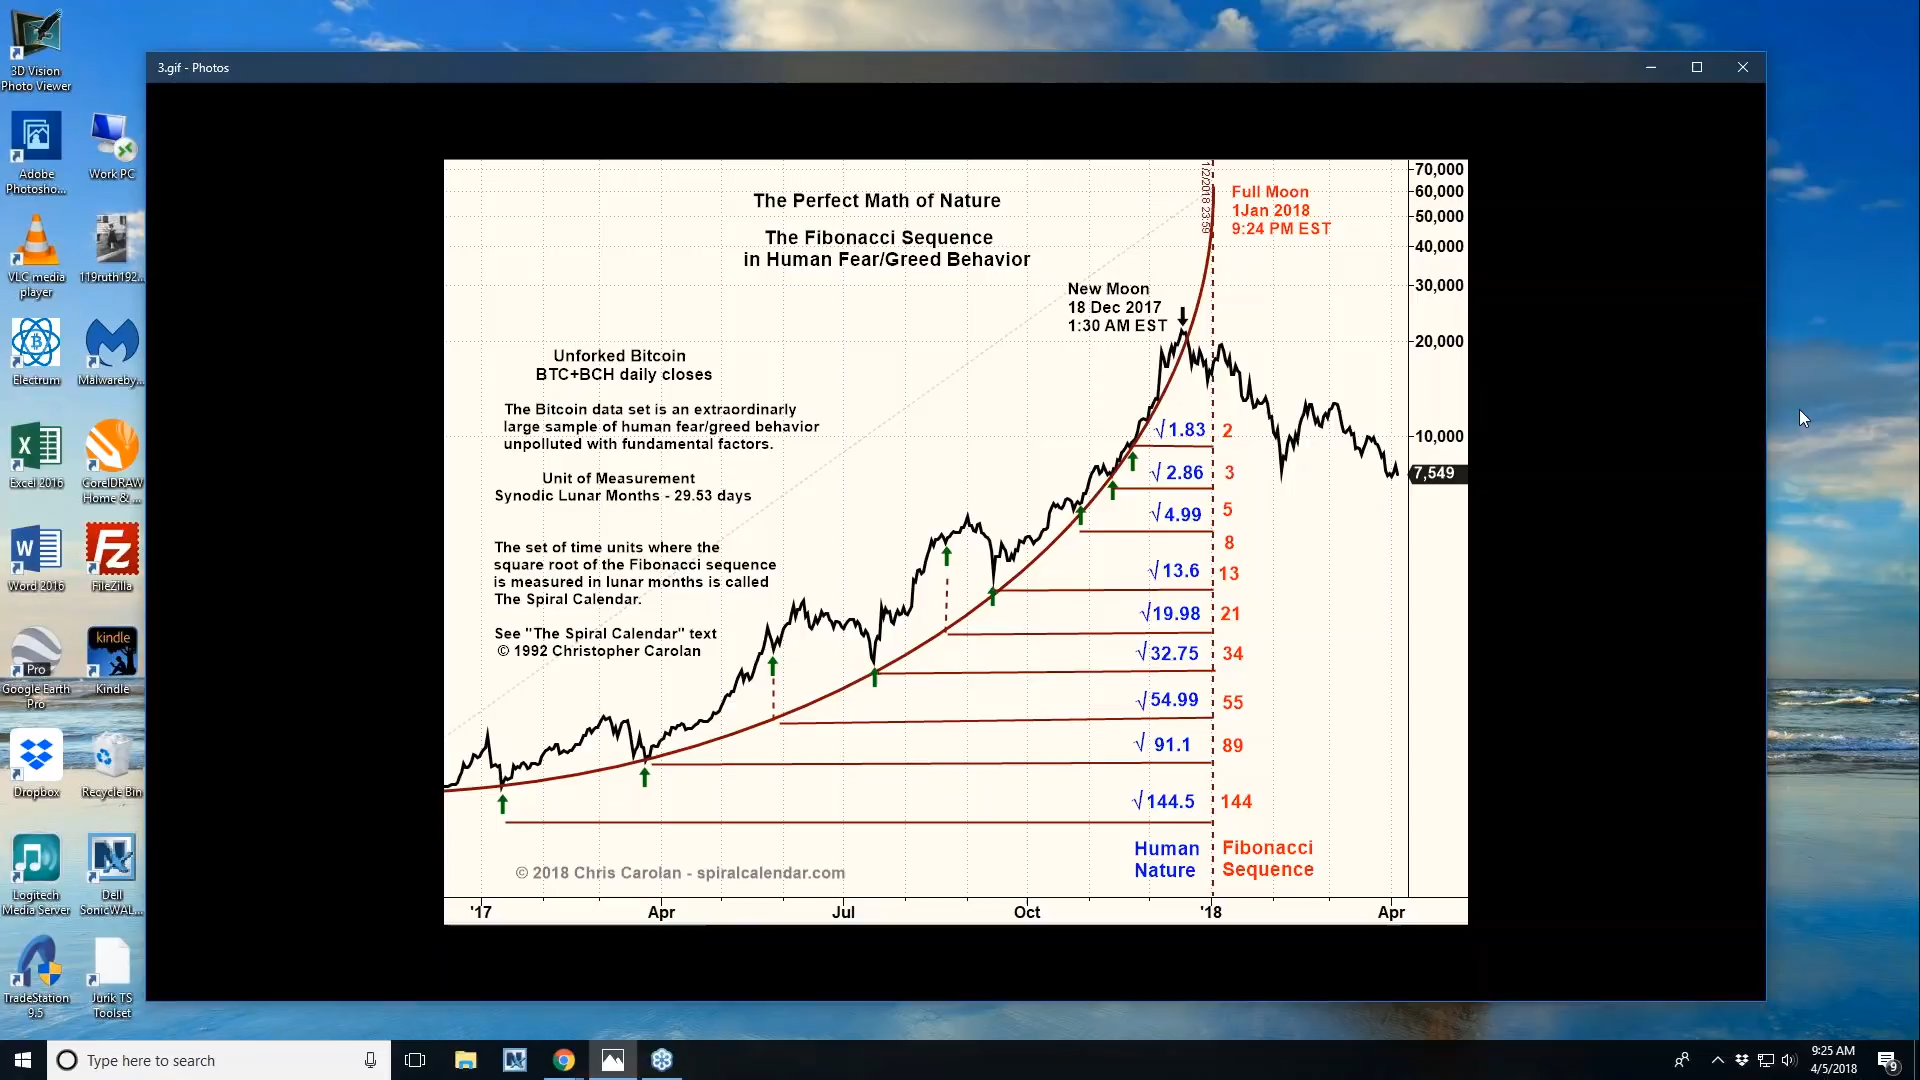 3D Vision
Photo Viewer
Adobe
Photosho...
Work PC
VLC media
player
119ruth192...
Electrum
Malwareby...
Excel 2016
CorelDRAW
Home & ...
Word 2016
FileZilla
Pro
Google Earth
Pro
kindle
Kindle
Dropbox
Recycle Bin
Logitech
Media Server
Dell
SonicWAL...
TradeStation
9.5
Jurik TS
Toolset
3.gif - Photos
The Perfect Math of Nature
The Fibonacci Sequence
in Human Fear/Greed Behavior
1/2/2018 23:59
Full Moon
1Jan 2018
9:24 PM EST
New Moon
18 Dec 2017
1:30 AM EST
Unforked Bitcoin
BTC+BCH daily closes
The Bitcoin data set is an extraordinarily
large sample of human fear/greed behavior
unpolluted with fundamental factors.
Unit of Measurement
Synodic Lunar Months - 29.53 days
The set of time units where the
square root of the Fibonacci sequence
is measured in lunar months is called
The Spiral Calendar.
See "The Spiral Calendar" text
© 1992 Christopher Carolan
√1.83 2
√2.86 3
√4.99 5
8
√13.6 13
√19.98 21
√32.75 34
√54.99 55
√91.1 89
√144.5 144
Human
Nature
Fibonacci
Sequence
© 2018 Chris Carolan - spiralcalendar.com
70,000
60,000
50,000
40,000
30,000
20,000
10,000
7,549
'17 Apr Jul Oct '18 Apr
Type here to search
9:25 AM
4/5/2018
9